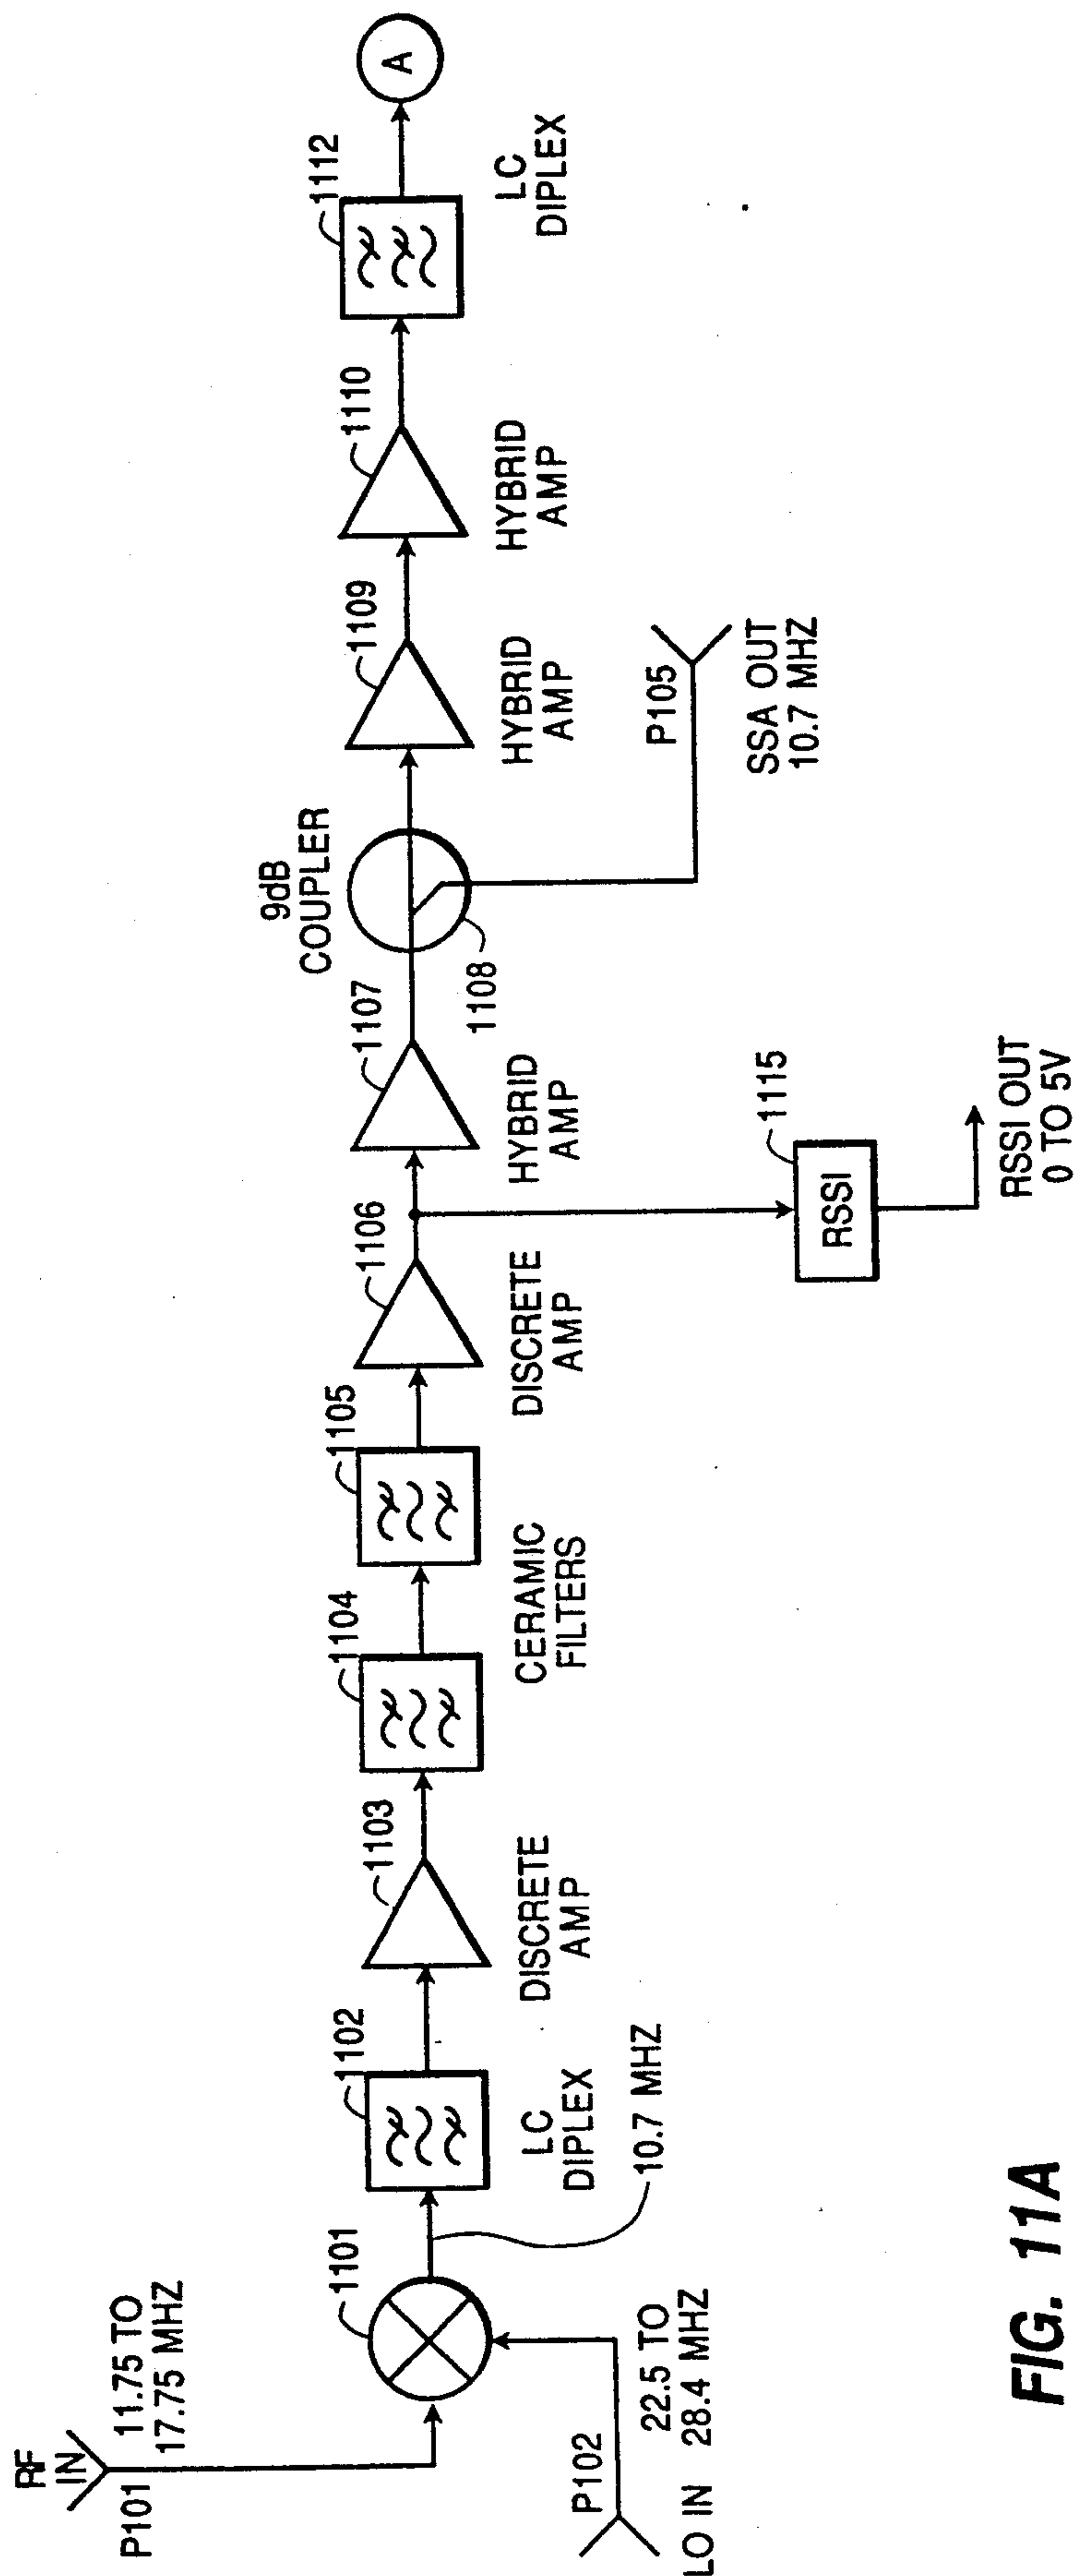 RF
IN
P101
11.75 TO
17.75 MHZ
P102
LO IN
22.5 TO
28.4 MHZ
1101
10.7 MHZ
1102
LC
DIPLEX
1103
DISCRETE
AMP
1104
1105
CERAMIC
FILTERS
1106
DISCRETE
AMP
1115
RSSI
RSSI OUT
0 TO 5V
1107
HYBRID
AMP
9dB
COUPLER
1108
P105
SSA OUT
10.7 MHZ
1109
HYBRID
AMP
1110
HYBRID
AMP
1112
LC
DIPLEX
A
FIG. 11A